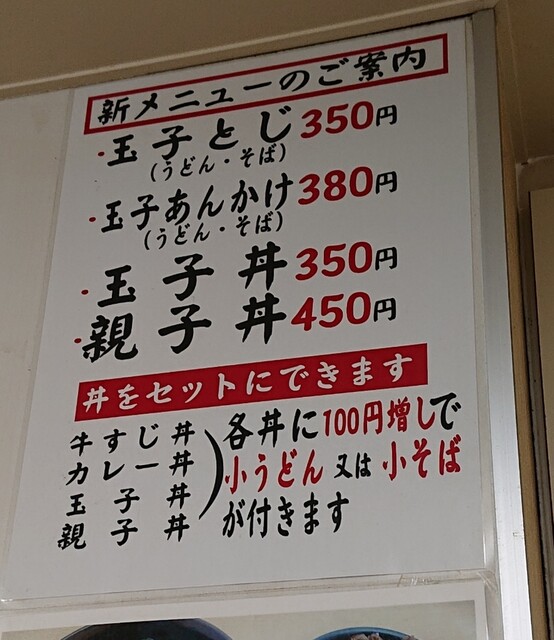 新メニューのご案内
・玉子とじ350円
(うどん・そば)
・玉子あんかけ380円
(うどん・そば)
・玉子丼350円
・親子丼450円
丼をセットにできます
牛すじ丼
カレー丼
玉子丼
親子丼
)
各丼に100円増しで
小うどん又は小そば
が付きます